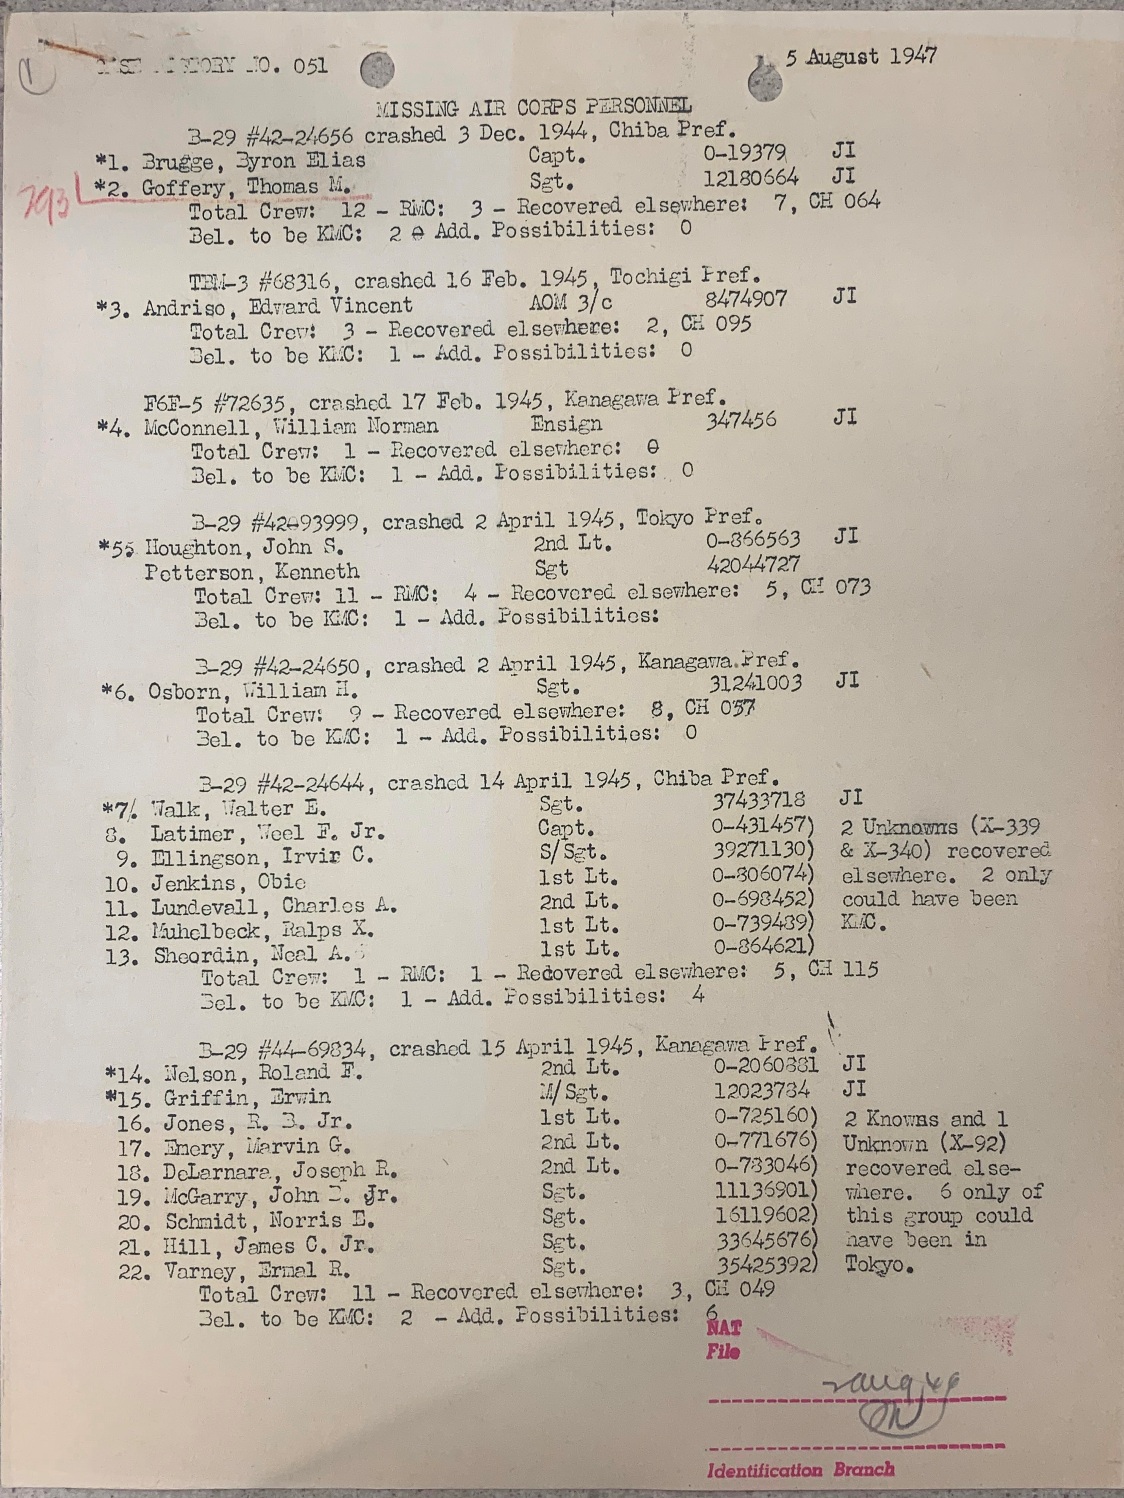 CASE HISTORY NO. 051
5 August 1947
MISSING AIR CORPS PERSONNEL
B-29 #42-24656 crashed 3 Dec. 1944, Chiba Pref.
*1. Brugge, Byron Elias Capt. 0-19379 JI
793 *2. Goffery, Thomas M. Sgt. 12180664 JI
Total Crew: 12 - RMC: 3 - Recovered elsewhere: 7, CH 064
Bel. to be KMC: 2 0 Add. Possibilities: 0
TBM-3 #68316, crashed 16 Feb. 1945, Tochigi Pref.
*3. Andriso, Edward Vincent AOM 3/c 8474907 JI
Total Crew: 3 - Recovered elsewhere: 2, CH 095
Bel. to be KMC: 1 - Add. Possibilities: 0
F6F-5 #72635, crashed 17 Feb. 1945, Kanagawa Pref.
*4. McConnell, William Norman Ensign 347456 JI
Total Crew: 1 - Recovered elsewhere: 0
Bel. to be KMC: 1 - Add. Possibilities: 0
B-29 #42-93999, crashed 2 April 1945, Tokyo Pref.
*5. Houghton, John S. 2nd Lt. 0-866563 JI
Petterson, Kenneth Sgt 42044727
Total Crew: 11 - RMC: 4 - Recovered elsewhere: 5, CH 073
Bel. to be KMC: 1 - Add. Possibilities:
B-29 #42-24650, crashed 2 April 1945, Kanagawa.Pref.
*6. Osborn, William H. Sgt. 31241003 JI
Total Crew: 9 - Recovered elsewhere: 8, CH 057
Bel. to be KMC: 1 - Add. Possibilities: 0
B-29 #42-24644, crashed 14 April 1945, Chiba Pref.
*7. Walk, Walter E. Sgt. 37433718 JI
8. Latimer, Weel F. Jr. Capt. 0-431457) 2 Unknowns (X-339
9. Ellingson, Irvir C. S/Sgt. 39271130) & X-340) recovered
10. Jenkins, Obie 1st Lt. 0-806074) elsewhere. 2 only
11. Lundevall, Charles A. 2nd Lt. 0-698452) could have been
12. Muhelbeck, Ralps X. 1st Lt. 0-739489) KMC.
13. Sheordin, Neal A. 1st Lt. 0-864621)
Total Crew: 1 - RMC: 1 - Redovered elsewhere: 5, CH 115
Bel. to be KMC: 1 - Add. Possibilities: 4
B-29 #44-69834, crashed 15 April 1945, Kanagawa Pref.
*14. Nelson, Roland F. 2nd Lt. 0-2060881 JI
*15. Griffin, Erwin M/Sgt. 12023784 JI
16. Jones, R. B. Jr. 1st Lt. 0-725160) 2 Knowns and 1
17. Emery, Marvin G. 2nd Lt. 0-771676) Unknown (X-92)
18. DeLarnara, Joseph R. 2nd Lt. 0-783046) recovered else-
19. McGarry, John D. Jr. Sgt. 11136901) where. 6 only of
20. Schmidt, Norris E. Sgt. 16119602) this group could
21. Hill, James C. Jr. Sgt. 33645676) have been in
22. Varney, Ermal R. Sgt. 35425392) Tokyo.
Total Crew: 11 - Recovered elsewhere: 3, CH 049
Bel. to be KMC: 2 - Add. Possibilities: 6
NAT
File
Identification Branch